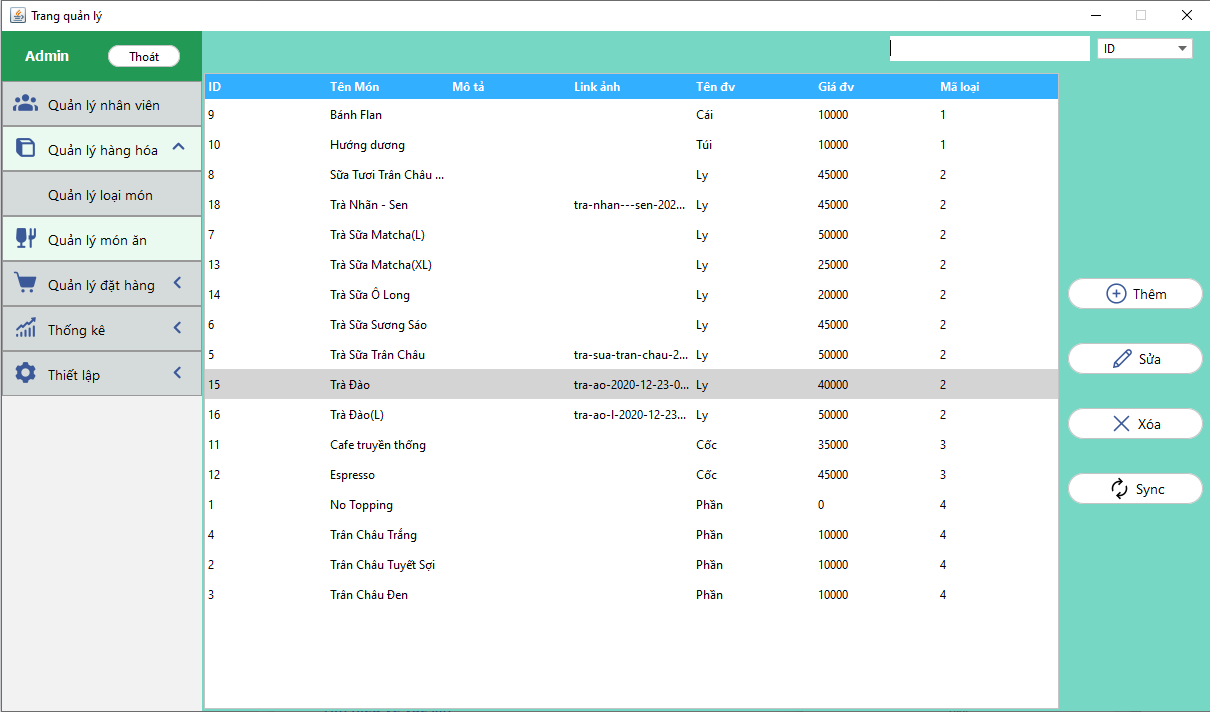 Trang quản lý
Admin Thoát
ID
Quản lý nhân viên
Quản lý hàng hóa
Quản lý loại món
Quản lý món ăn
Quản lý đặt hàng
Thống kê
Thiết lập
ID Tên Món Mô tả Link ảnh Tên đv Giá đv Mã loại
9 Bánh Flan Cái 10000 1
10 Hướng dương Túi 10000 1
8 Sữa Tươi Trân Châu ... Ly 45000 2
18 Trà Nhãn - Sen tra-nhan---sen-202... Ly 45000 2
7 Trà Sữa Matcha(L) Ly 50000 2
13 Trà Sữa Matcha(XL) Ly 25000 2
14 Trà Sữa Ô Long Ly 20000 2
6 Trà Sữa Sương Sáo Ly 45000 2
5 Trà Sữa Trân Châu tra-sua-tran-chau-2... Ly 50000 2
15 Trà Đào tra-ao-2020-12-23-0... Ly 40000 2
16 Trà Đào(L) tra-ao-l-2020-12-23... Ly 50000 2
11 Cafe truyền thống Cốc 35000 3
12 Espresso Cốc 45000 3
1 No Topping Phần 0 4
4 Trân Châu Trắng Phần 10000 4
2 Trân Châu Tuyết Sợi Phần 10000 4
3 Trân Châu Đen Phần 10000 4
Thêm
Sửa
Xóa
Sync